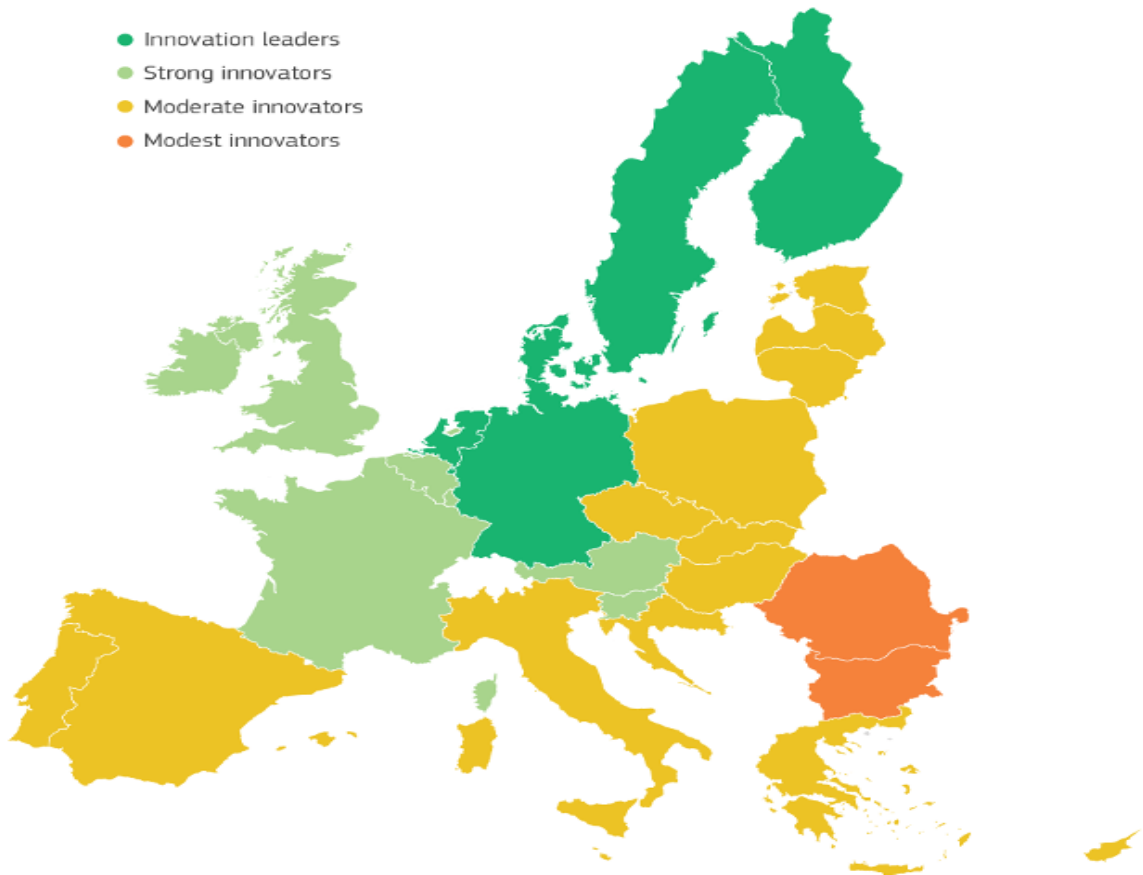 Innovation leaders
Strong innovators
Moderate innovators
Modest innovators